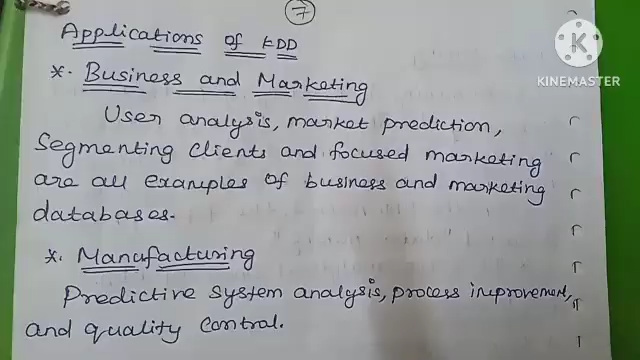 7
Applications of KDD
*. Business and Marketing
User analysis, market prediction,
Segmenting clients and focused marketing
are all examples of business and marketing
databases.
*. Manufacturing
Predictive system analysis, process improvement,
and quality control.
K
KINEMASTER